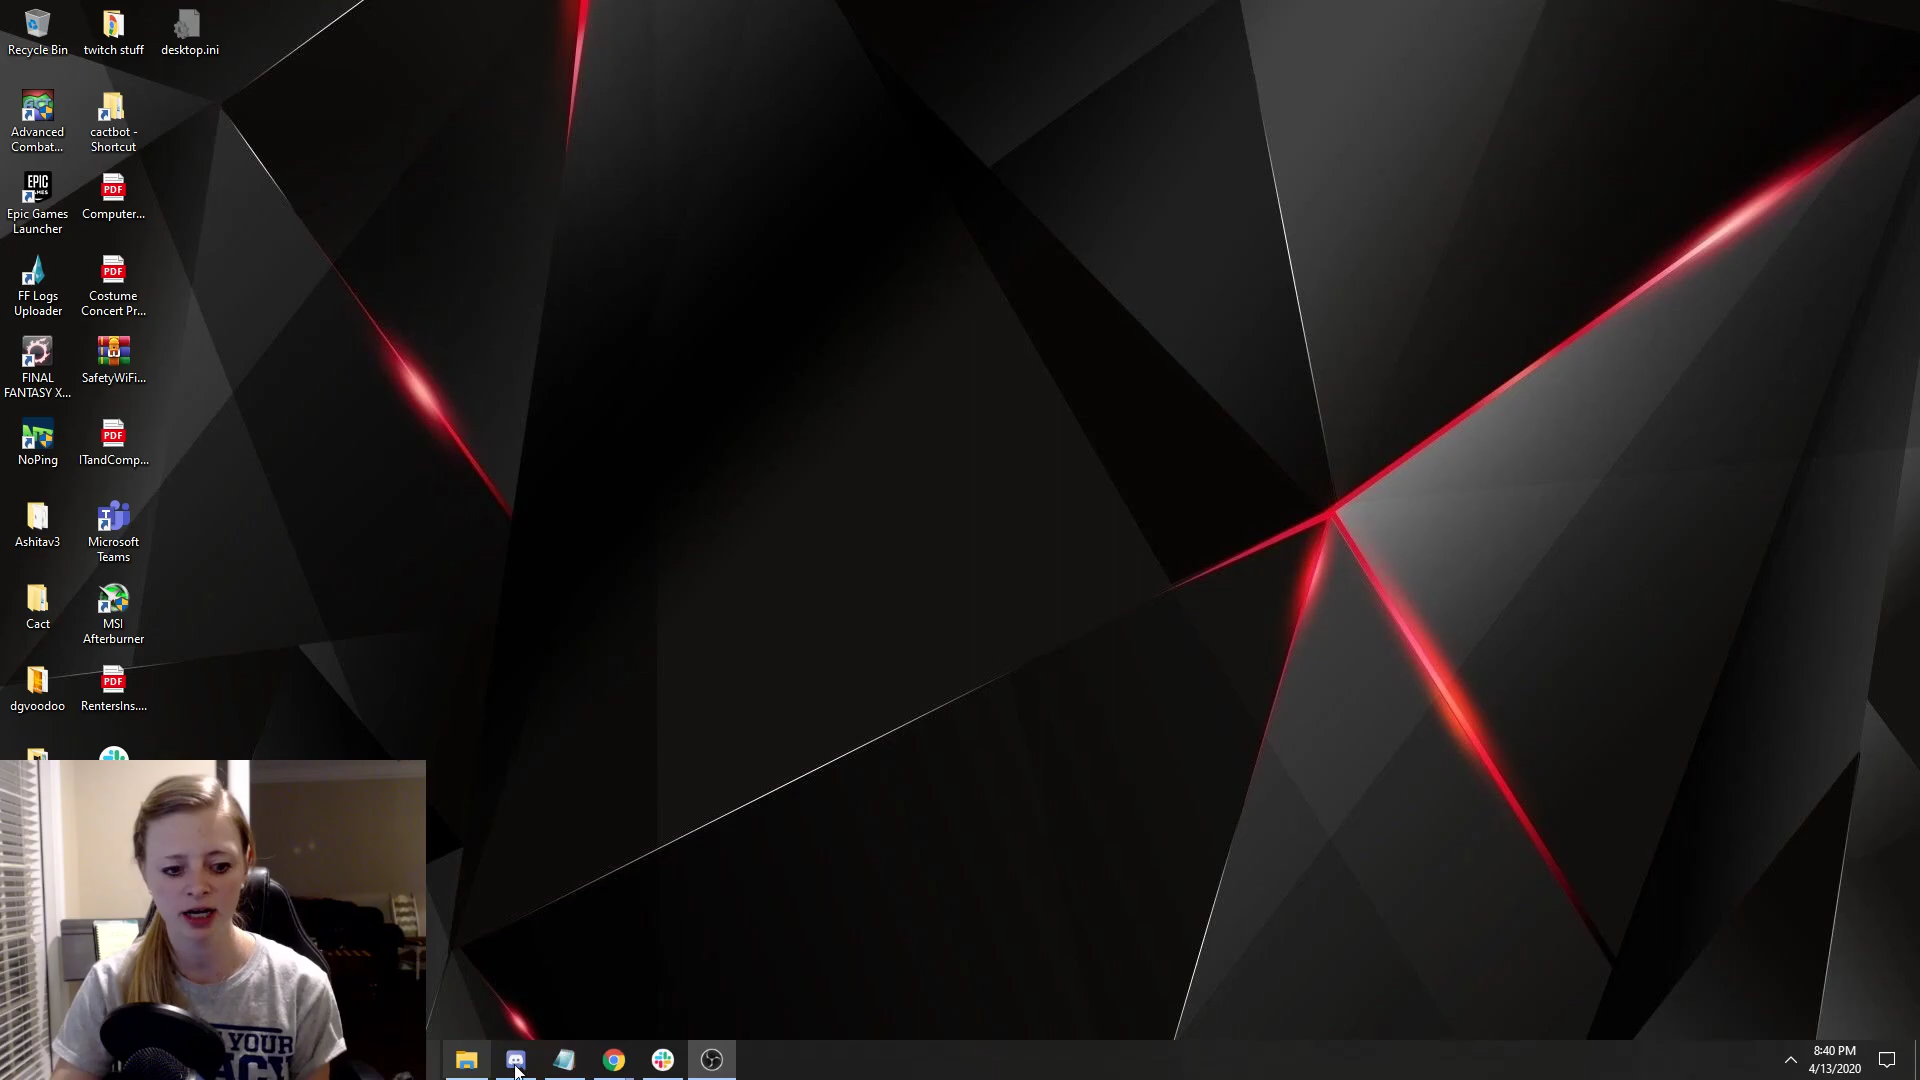 Recycle Bin
twitch stuff
desktop.ini
Advanced
Combat...
cactbot -
Shortcut
EPIC
GAMES
Epic Games
Launcher
PDF
Computer...
FF Logs
Uploader
PDF
Costume
Concert Pr...
FINAL
FANTASY X...
SafetyWiFi...
NoPing
PDF
ITandComp...
Ashitav3
Microsoft
Teams
Cact
MSI
Afterburner
dgvoodoo
PDF
RentersIns....
YOUR
8:40 PM
4/13/2020